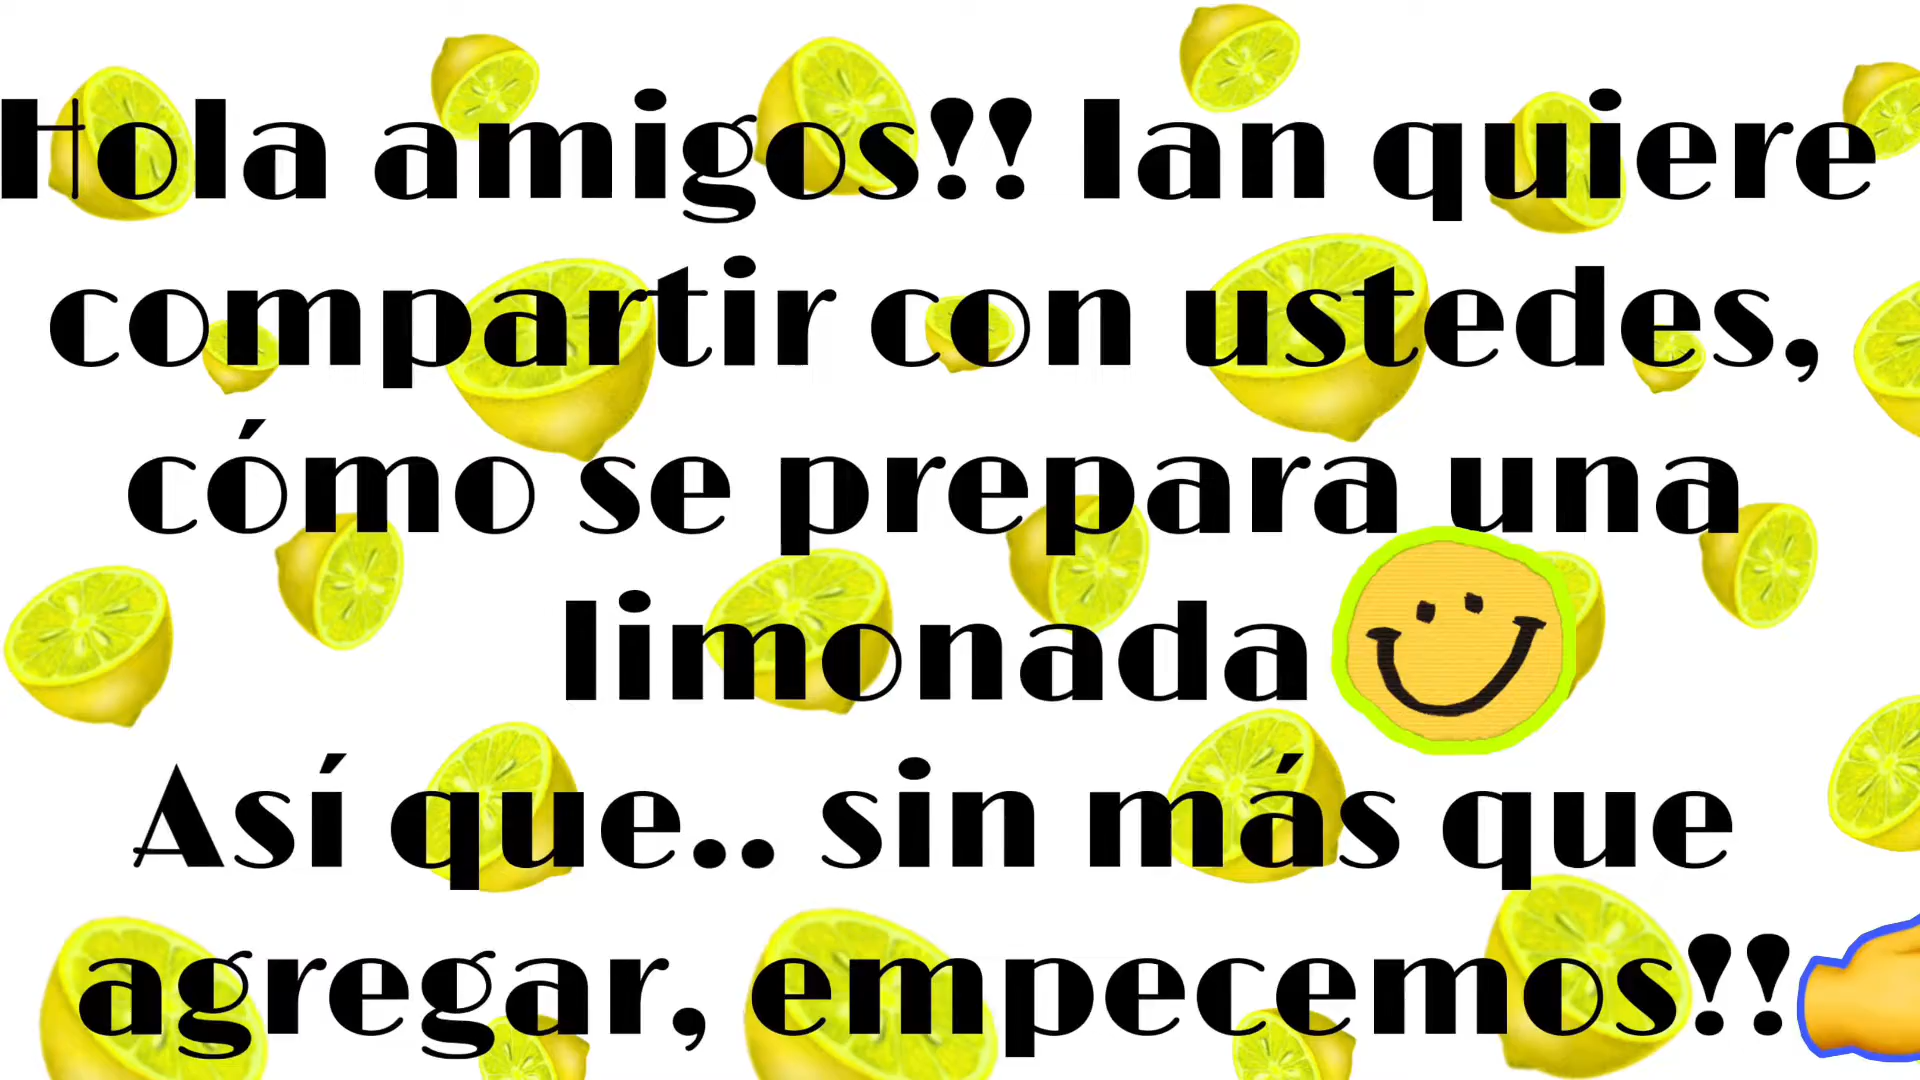 Hola amigos!! Ian quiere
compartir con ustedes,
cómo se prepara una
limonada
Así que.. sin más que
agregar, empecemos!!